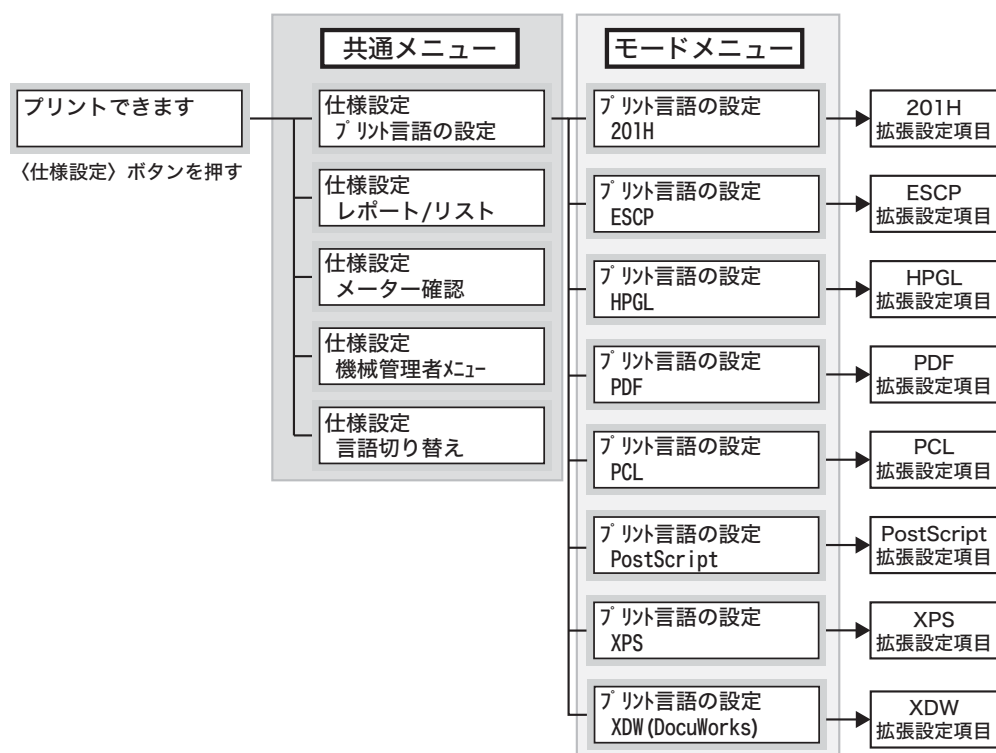 共通メニュー
モードメニュー
プリントできます
〈仕様設定〉ボタンを押す
仕様設定
ﾌﾟﾘﾝﾄ言語の設定
仕様設定
レポート/リスト
仕様設定
メーター確認
仕様設定
機械管理者ﾒﾆｭｰ
仕様設定
言語切り替え
ﾌﾟﾘﾝﾄ言語の設定
201H
ﾌﾟﾘﾝﾄ言語の設定
ESCP
ﾌﾟﾘﾝﾄ言語の設定
HPGL
ﾌﾟﾘﾝﾄ言語の設定
PDF
ﾌﾟﾘﾝﾄ言語の設定
PCL
ﾌﾟﾘﾝﾄ言語の設定
PostScript
ﾌﾟﾘﾝﾄ言語の設定
XPS
ﾌﾟﾘﾝﾄ言語の設定
XDW(DocuWorks)
201H
拡張設定項目
ESCP
拡張設定項目
HPGL
拡張設定項目
PDF
拡張設定項目
PCL
拡張設定項目
PostScript
拡張設定項目
XPS
拡張設定項目
XDW
拡張設定項目